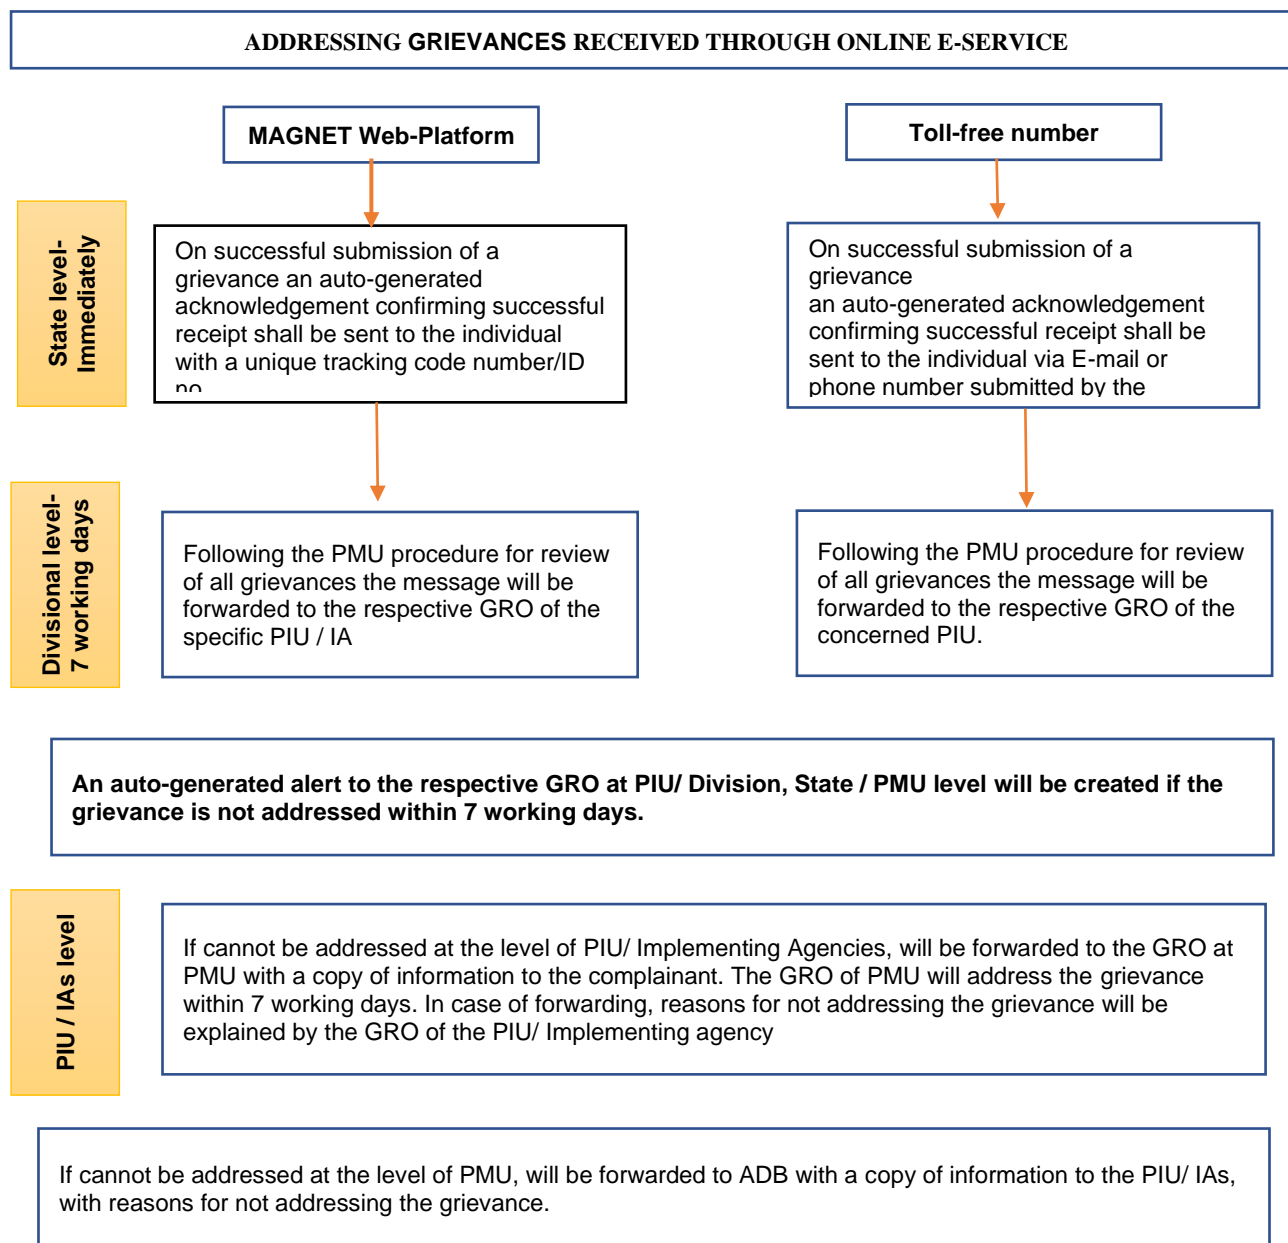 ADDRESSING GRIEVANCES RECEIVED THROUGH ONLINE E-SERVICE
MAGNET Web-Platform
Toll-free number
State level-
Immediately
On successful submission of a
grievance an auto-generated
acknowledgement confirming successful
receipt shall be sent to the individual
with a unique tracking code number/ID
no
On successful submission of a
grievance
an auto-generated acknowledgement
confirming successful receipt shall be
sent to the individual via E-mail or
phone number submitted by the
Divisional level-
7 working days
Following the PMU procedure for review
of all grievances the message will be
forwarded to the respective GRO of the
specific PIU / IA
Following the PMU procedure for review
of all grievances the message will be
forwarded to the respective GRO of the
concerned PIU.
An auto-generated alert to the respective GRO at PIU/ Division, State / PMU level will be created if the
grievance is not addressed within 7 working days.
PIU / IAs level
If cannot be addressed at the level of PIU/ Implementing Agencies, will be forwarded to the GRO at
PMU with a copy of information to the complainant. The GRO of PMU will address the grievance
within 7 working days. In case of forwarding, reasons for not addressing the grievance will be
explained by the GRO of the PIU/ Implementing agency
If cannot be addressed at the level of PMU, will be forwarded to ADB with a copy of information to the PIU/ IAs,
with reasons for not addressing the grievance.